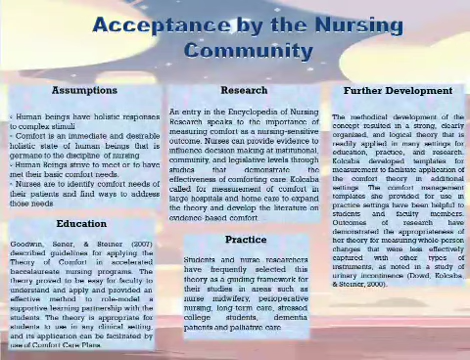 Acceptance by the Nursing
Community
Assumptions
- Human beings have holistic responses
to complex stimuli
- Comfort is an immediate and desirable
holistic state of human beings that is
germane to the discipline of nursing
- Human Beings strive to meet or to have
met their basic comfort needs.
- Nurses are to identify comfort needs of
their patients and find ways to address
those needs
Education
Goodwin, Sener, & Steiner (2007)
described guidelines for applying the
Theory of Comfort in accelerated
baccalaureate nursing programs. The
theory proved to be easy for faculty to
understand and apply and provided an
effective method to role-model a
supportive learning partnership with the
students. The theory is appropriate for
students to use in any clinical setting,
and its application can be facilitated by
use of Comfort Care Plans.
Research
An entry in the Encyclopedia of Nursing
Research speaks to the importance of
measuring comfort as a nursing-sensitive
outcome. Nurses can provide evidence to
influence decision making at institutional,
community, and legislative levels through
studies that demonstrate the
effectiveness of comforting care. Kolcaba
called for measurement of comfort in
large hospitals and home care to expand
the theory and develop the literature on
evidence-based comfort.
Practice
Students and nurse researchers
have frequently selected this
theory as a guiding framework for
their studies in areas such as
nurse midwifery, perioperative
nursing, long term care, stressed
college students, dementia
patients and palliative care.
Further Development
The methodical development of the
concept resulted in a strong, clearly
organised, and logical theory that is
readily applied in many settings for
education, practice, and research.
Kolcaba developed templates for
measurement to facilitate application of
the comfort theory in additional
settings. The comfort management
templates she provided for use in
practice settings have been helpful to
students and faculty members.
Outcomes of research have
demonstrated the appropriateness of
her theory for measuring whole-person
changes that were less effectively
captured with other types of
instruments, as noted in a study of
urinary incontinence (Dowd, Kolcaba,
& Steiner, 2000).